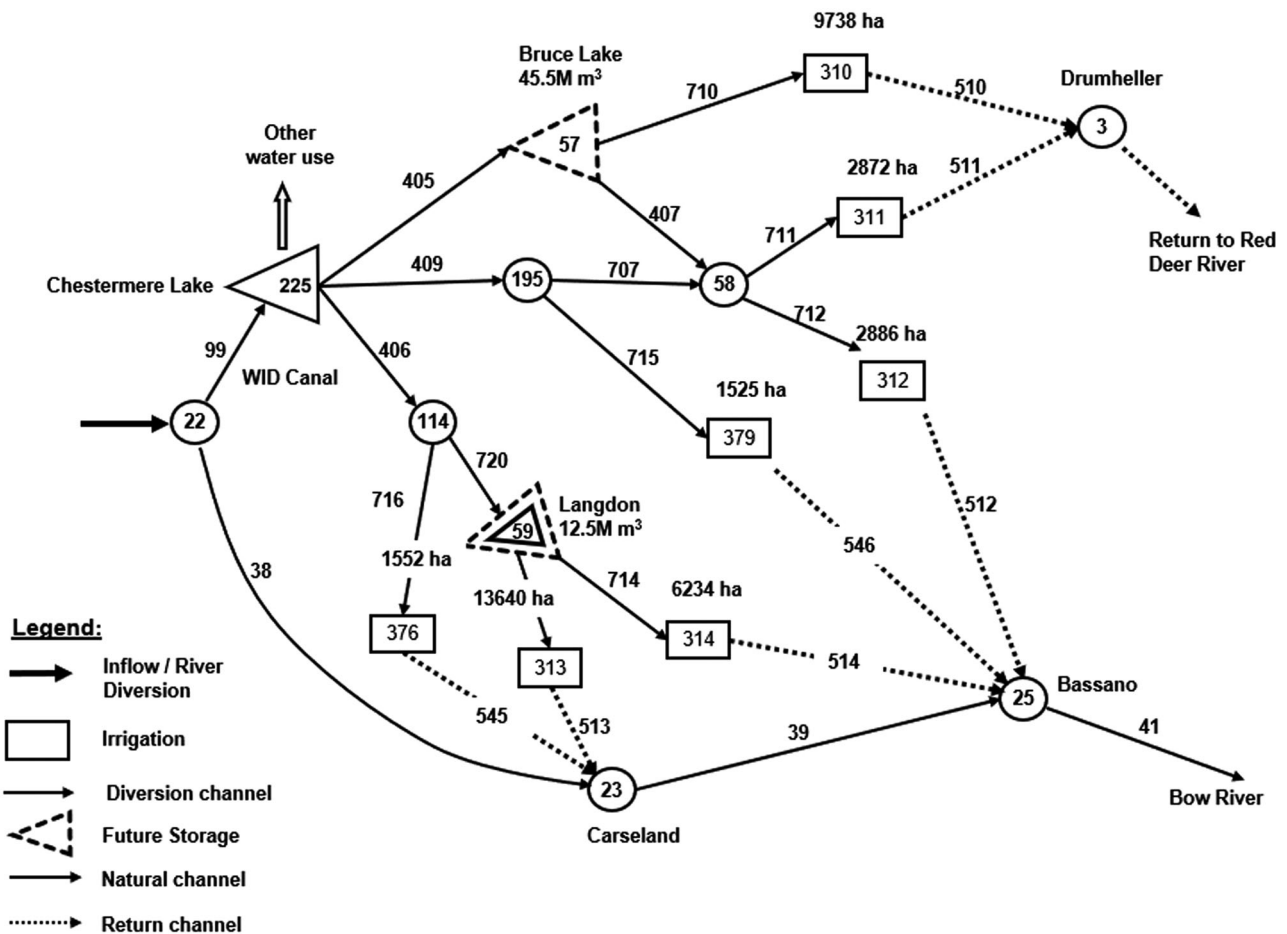 9738 ha
Bruce Lake
45.5M m³
710
310
510
Drumheller
3
57
Other
water use
405
2872 ha
511
407
311
711
Return to Red
Deer River
409
195
707
58
Chestermere Lake
225
712
2886 ha
99
406
WID Canal
715
312
1525 ha
22
114
379
720
716
Langdon
12.5M m³
59
512
546
1552 ha
38
714
6234 ha
13640 ha
376
314
Legend:
313
514
25
Bassano
Inflow / River
Diversion
545
513
39
41
Irrigation
23
Bow River
Diversion channel
Carseland
Future Storage
Natural channel
Return channel